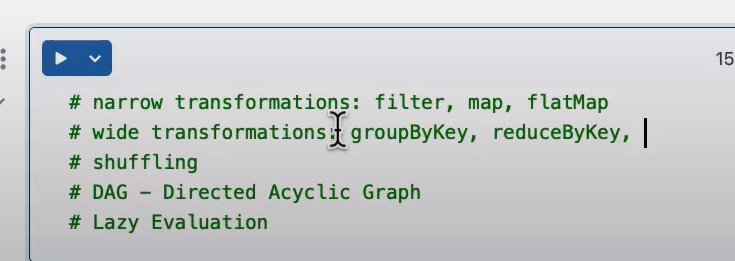 15
# narrow transformations: filter, map, flatMap
# wide transformations: groupByKey, reduceByKey,
# shuffling
# DAG - Directed Acyclic Graph
# Lazy Evaluation